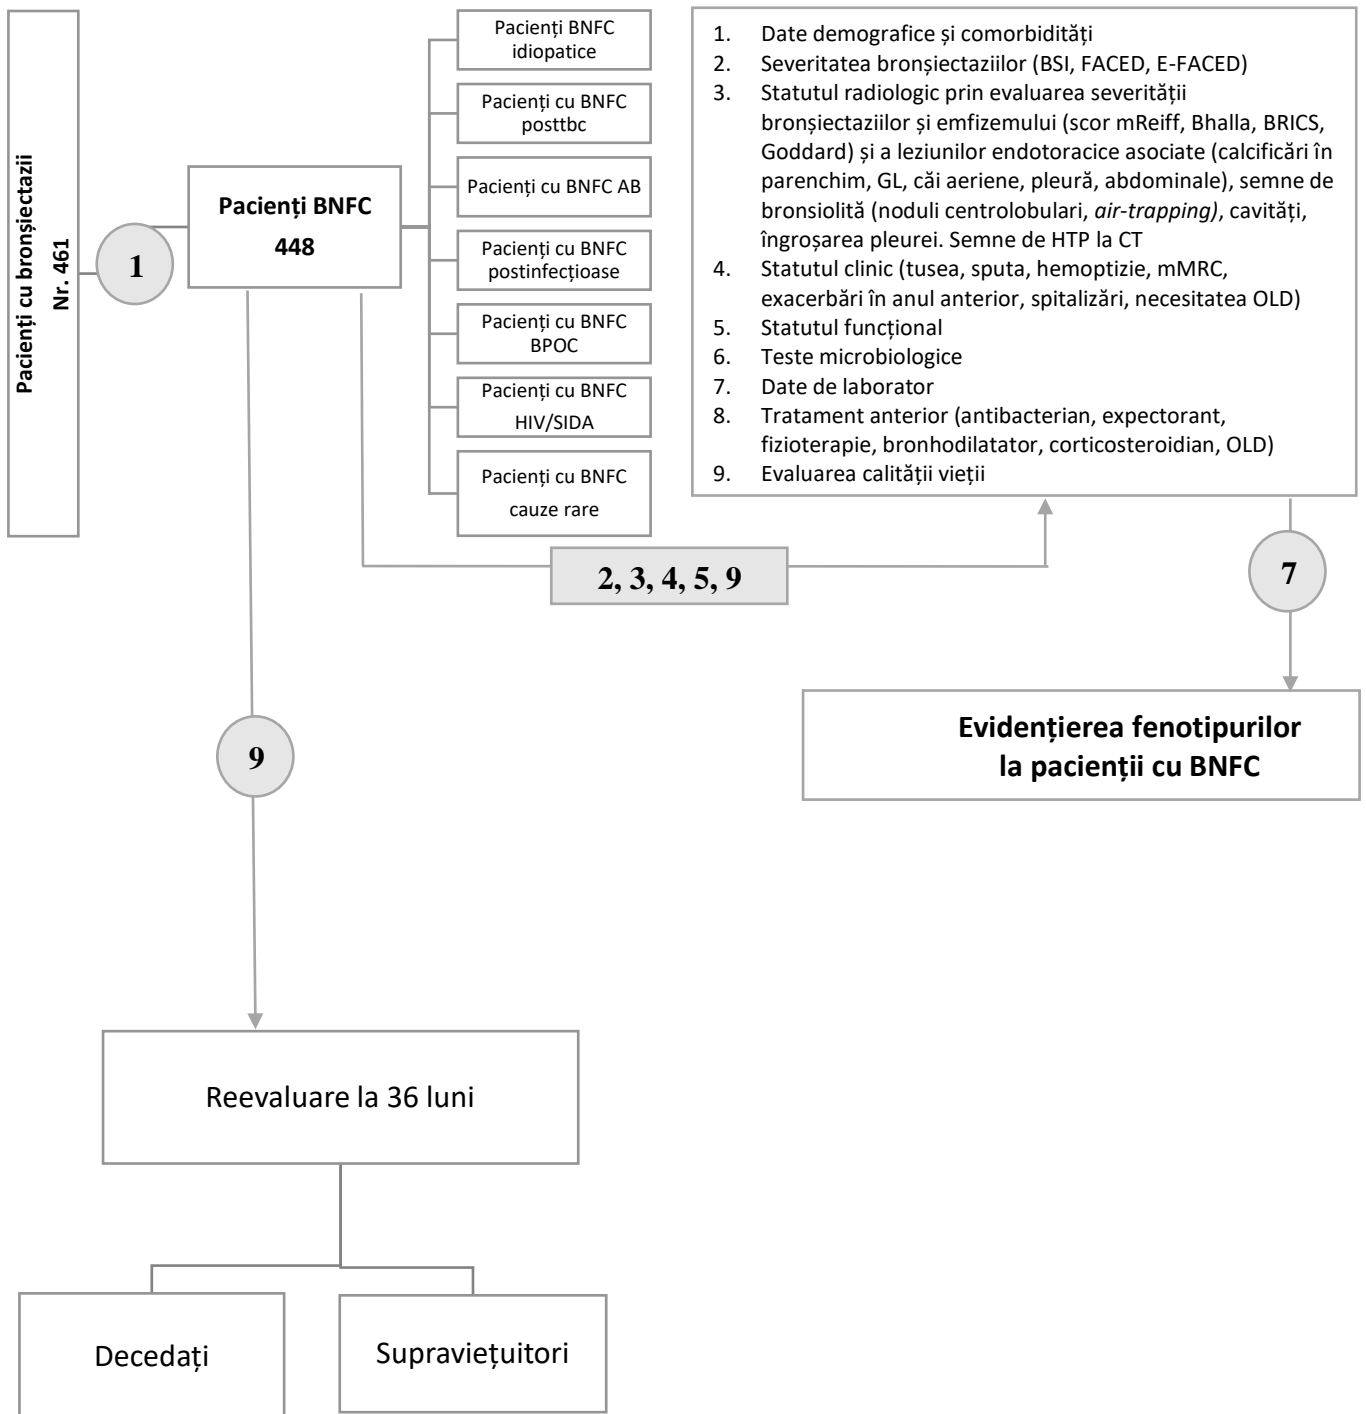 Pacienți cu bronșiectazii
Nr. 461
1
Pacienți BNFC
448
Pacienți BNFC
idiopatice
Pacienți cu BNFC
posttbc
Pacienți cu BNFC AB
Pacienți cu BNFC
postinfecțioase
Pacienți cu BNFC
BPOC
Pacienți cu BNFC
HIV/SIDA
Pacienți cu BNFC
cauze rare
1. Date demografice și comorbidități
2. Severitatea bronșiectaziilor (BSI, FACED, E-FACED)
3. Statutul radiologic prin evaluarea severității
bronșiectaziilor și emfizemului (scor mReiff, Bhalla, BRICS,
Goddard) și a leziunilor endotoracice asociate (calcificări în
parenchim, GL, căi aeriene, pleură, abdominale), semne de
bronsiolită (noduli centrolobulari, air-trapping), cavități,
îngroșarea pleurei. Semne de HTP la CT
4. Statutul clinic (tusea, sputa, hemoptizie, mMRC,
exacerbări în anul anterior, spitalizări, necesitatea OLD)
5. Statutul funcțional
6. Teste microbiologice
7. Date de laborator
8. Tratament anterior (antibacterian, expectorant,
fizioterapie, bronhodilatator, corticosteroidian, OLD)
9. Evaluarea calității vieții
2, 3, 4, 5, 9
7
Evidențierea fenotipurilor
la pacienții cu BNFC
9
Reevaluare la 36 luni
Decedați
Supraviețuitori